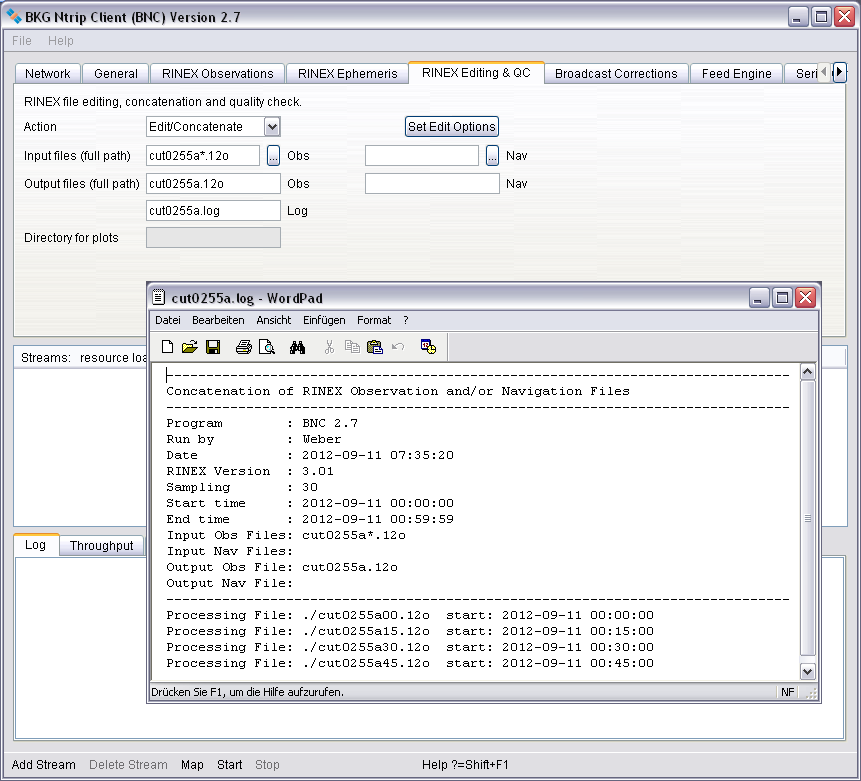 BKG Ntrip Client (BNC) Version 2.7
File Help
Network General RINEX Observations RINEX Ephemeris RINEX Editing & QC Broadcast Corrections Feed Engine Seri
RINEX file editing, concatenation and quality check.
Action Edit/Concatenate Set Edit Options
Input files (full path) cut0255a*.12o ... Obs ... Nav
Output files (full path) cut0255a.12o Obs Nav
cut0255a.log Log
Directory for plots
cut0255a.log - WordPad
Datei Bearbeiten Ansicht Einfügen Format ?
Streams: resource loa
------------------------------------------------------------------------------
Concatenation of RINEX Observation and/or Navigation Files
------------------------------------------------------------------------------
Program : BNC 2.7
Run by : Weber
Date : 2012-09-11 07:35:20
RINEX Version : 3.01
Sampling : 30
Start time : 2012-09-11 00:00:00
End time : 2012-09-11 00:59:59
Input Obs Files: cut0255a*.12o
Input Nav Files:
Output Obs File: cut0255a.12o
Output Nav File:
------------------------------------------------------------------------------
Processing File: ./cut0255a00.12o start: 2012-09-11 00:00:00
Processing File: ./cut0255a15.12o start: 2012-09-11 00:15:00
Processing File: ./cut0255a30.12o start: 2012-09-11 00:30:00
Processing File: ./cut0255a45.12o start: 2012-09-11 00:45:00
Drücken Sie F1, um die Hilfe aufzurufen. NF
Log Throughput
Add Stream Delete Stream Map Start Stop Help ?=Shift+F1